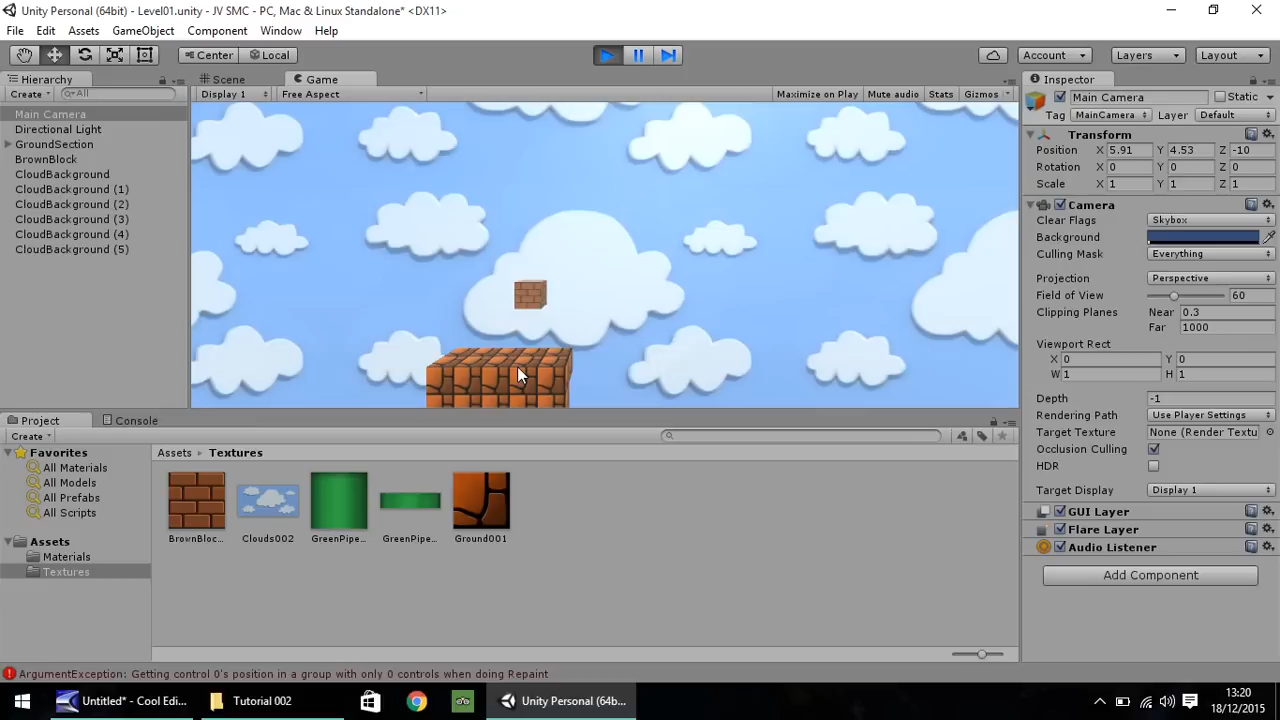 Unity Personal (64bit) - Level01.unity - JV SMC - PC, Mac & Linux Standalone* <DX11>
File Edit Assets GameObject Component Window Help
Center Local Account Layers Layout
Hierarchy Scene Game Inspector
Create All Display 1 Free Aspect Maximize on Play Mute audio Stats Gizmos Main Camera Static
Main Camera Tag MainCamera Layer Default
Directional Light
GroundSection
BrownBlock
CloudBackground
CloudBackground (1)
CloudBackground (2)
CloudBackground (3)
CloudBackground (4)
CloudBackground (5)
Transform
Position X 5.91 Y 4.53 Z -10
Rotation X 0 Y 0 Z 0
Scale X 1 Y 1 Z 1
Camera
Clear Flags Skybox
Background
Culling Mask Everything
Projection Perspective
Field of View 60
Clipping Planes Near 0.3
Far 1000
Viewport Rect
X 0 Y 0
W 1 H 1
Depth -1
Rendering Path Use Player Settings
Target Texture None (Render Textu
Occlusion Culling
HDR
Target Display Display 1
GUI Layer
Flare Layer
Audio Listener
Add Component
Project Console
Create
Favorites
All Materials
All Models
All Prefabs
All Scripts
Assets
Materials
Textures
Assets Textures
BrownBloc... Clouds002 GreenPipe... GreenPipe... Ground001
ArgumentException: Getting control 0's position in a group with only 0 controls when doing Repaint
Untitled* - Cool Edi... Tutorial 002 Unity Personal (64b...
13:20
18/12/2015